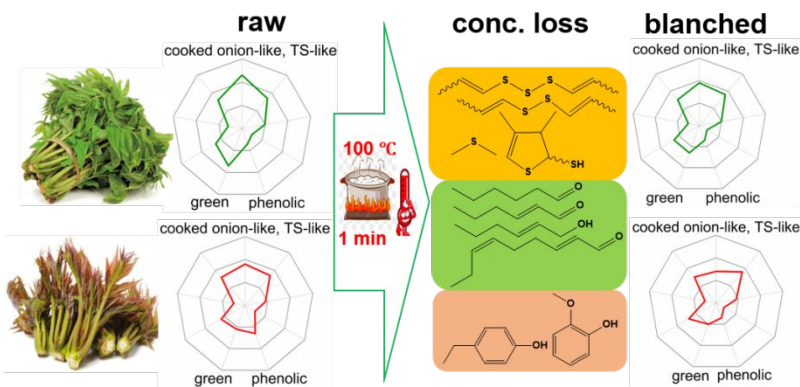 raw
conc. loss
blanched
cooked onion-like, TS-like
green
phenolic
cooked onion-like, TS-like
green
phenolic
100 ℃
1 min
S
S
S
S
S
S
S
SH
O
O
OH
O
OH
O
OH
cooked onion-like, TS-like
green
phenolic
cooked onion-like, TS-like
green
phenolic